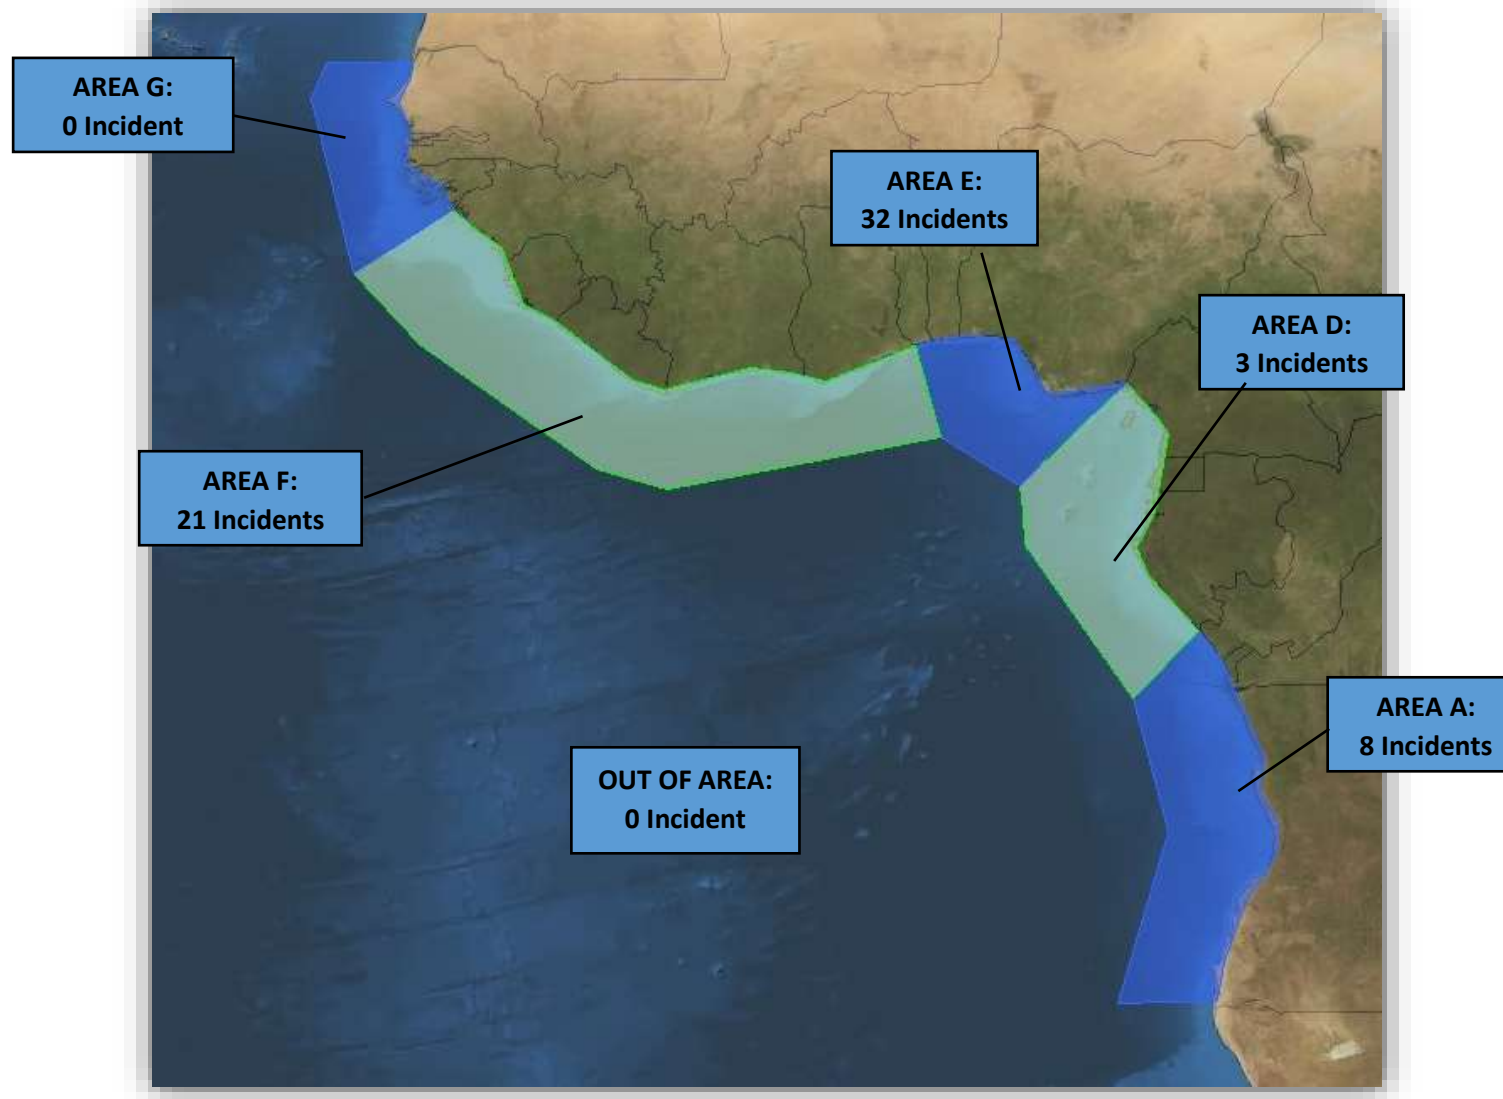 AREA G:
0 Incident
AREA E:
32 Incidents
AREA D:
3 Incidents
AREA F:
21 Incidents
AREA A:
8 Incidents
OUT OF AREA:
0 Incident